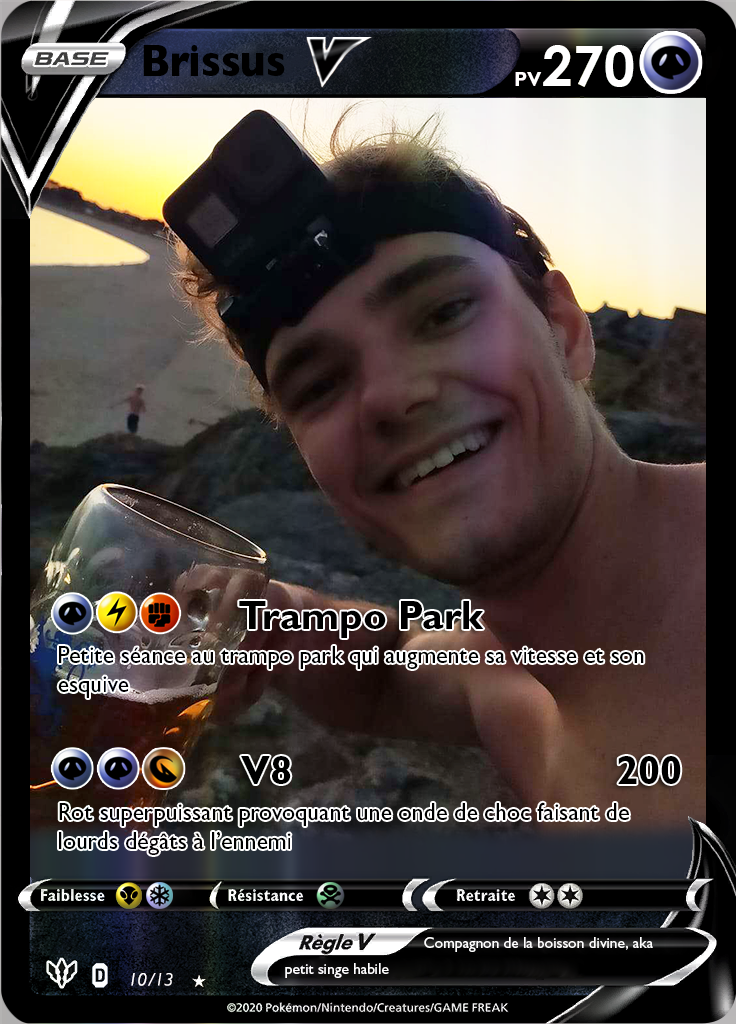 BASE Brissus V PV270
Trampo Park
Petite séance au trampo park qui augmente sa vitesse et son
esquive
V8 200
Rot superpuissant provoquant une onde de choc faisant de
lourds dégâts à l'ennemi
Faiblesse Résistance Retraite
Règle V Compagnon de la boisson divine, aka
petit singe habile
D 10/13
©2020 Pokémon/Nintendo/Creatures/GAME FREAK